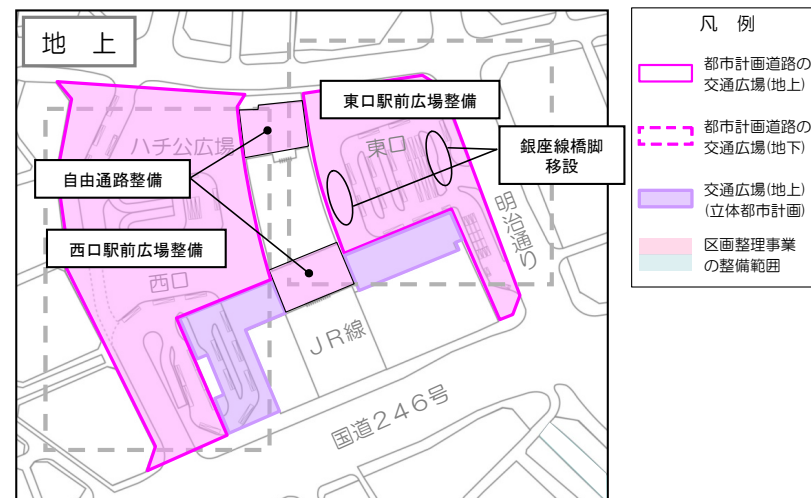 地 上
東口駅前広場整備
ハチ公広場
東口
銀座線橋脚
移設
自由通路整備
明治通り
西口駅前広場整備
西口
JR線
国道246号
凡 例
都市計画道路の
交通広場(地上)
都市計画道路の
交通広場(地下)
交通広場(地上)
(立体都市計画)
区画整理事業
の整備範囲